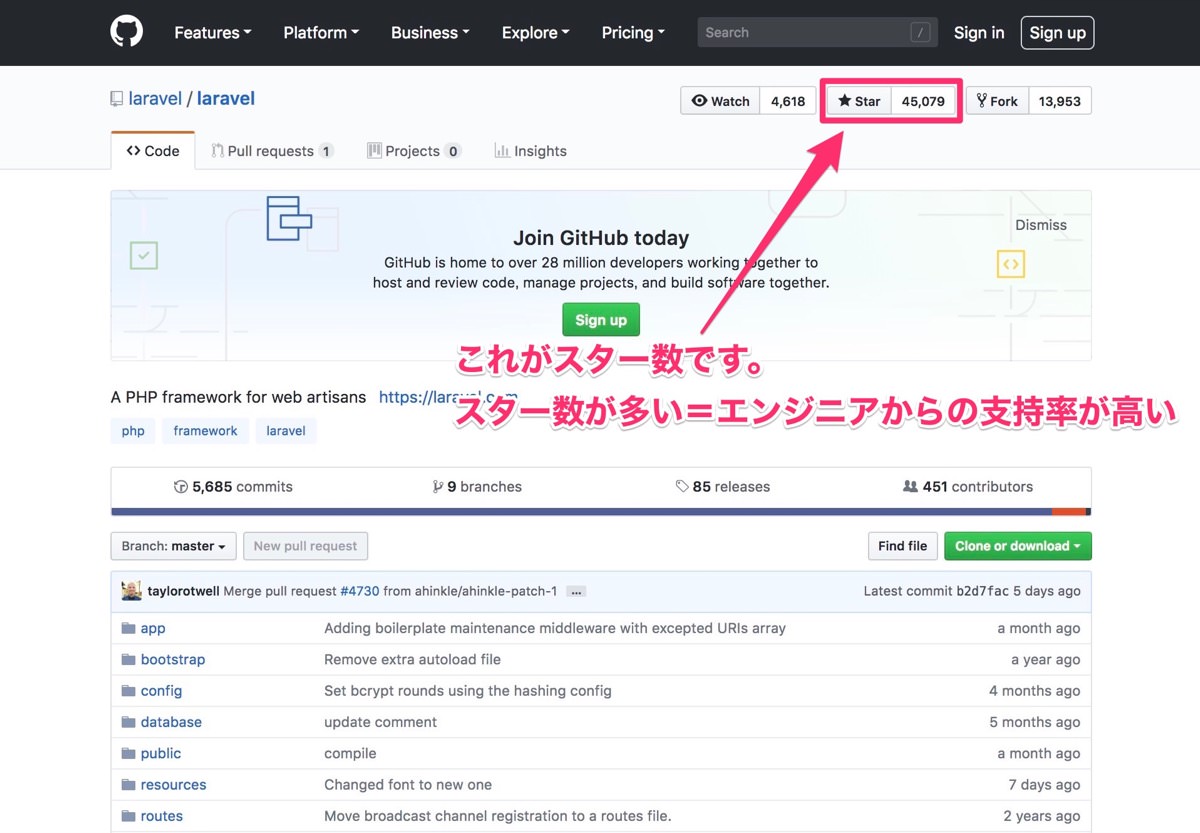 Features Platform Business Explore Pricing Search / Sign in Sign up
laravel / laravel Watch 4,618 Star 45,079 Fork 13,953
Code Pull requests 1 Projects 0 Insights
Dismiss
Join GitHub today
GitHub is home to over 28 million developers working together to
host and review code, manage projects, and build software together.
Sign up
これがスター数です。
A PHP framework for web artisans https://laravel.com
スター数が多い＝エンジニアからの支持率が高い
php framework laravel
5,685 commits 9 branches 85 releases 451 contributors
Branch: master New pull request Find file Clone or download
taylorotwell Merge pull request #4730 from ahinkle/ahinkle-patch-1 … Latest commit b2d7fac 5 days ago
app Adding boilerplate maintenance middleware with excepted URIs array a month ago
bootstrap Remove extra autoload file a year ago
config Set bcrypt rounds using the hashing config 4 months ago
database update comment 5 months ago
public compile a month ago
resources Changed font to new one 7 days ago
routes Move broadcast channel registration to a routes file. 2 years ago